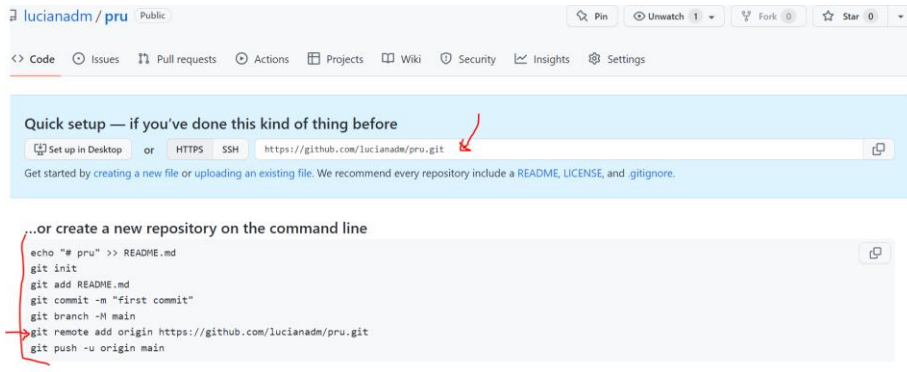 lucianadm / pru Public
Pin Unwatch 1 Fork 0 Star 0
<> Code Issues Pull requests Actions Projects Wiki Security Insights Settings
Quick setup — if you've done this kind of thing before
Set up in Desktop or HTTPS SSH https://github.com/lucianadm/pru.git
Get started by creating a new file or uploading an existing file. We recommend every repository include a README, LICENSE, and .gitignore.
...or create a new repository on the command line
echo "# pru" >> README.md
git init
git add README.md
git commit -m "first commit"
git branch -M main
git remote add origin https://github.com/lucianadm/pru.git
git push -u origin main